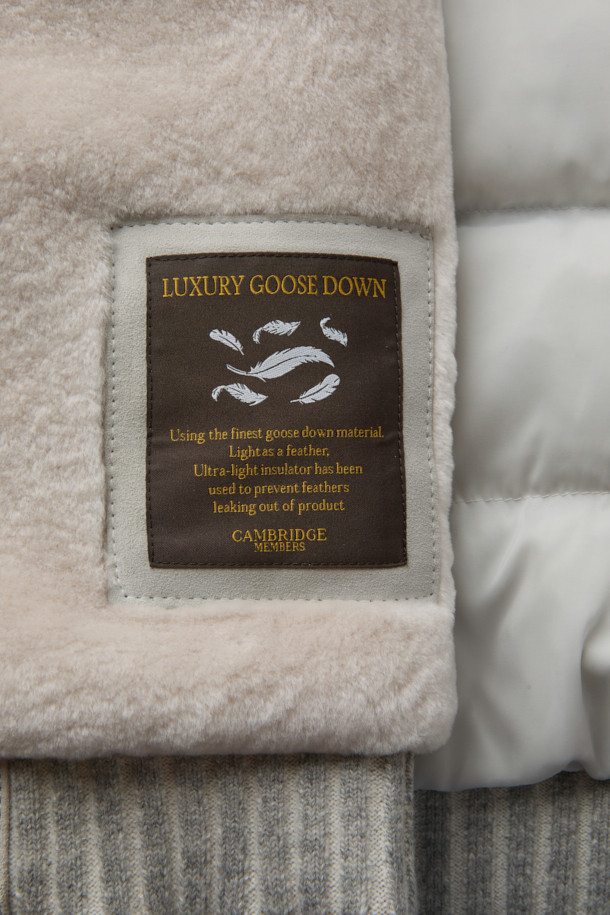 LUXURY GOOSE DOWN
Using the finest goose down material.
Light as a feather,
Ultra-light insulator has been
used to prevent feathers
leaking out of product
CAMBRIDGE
MEMBERS